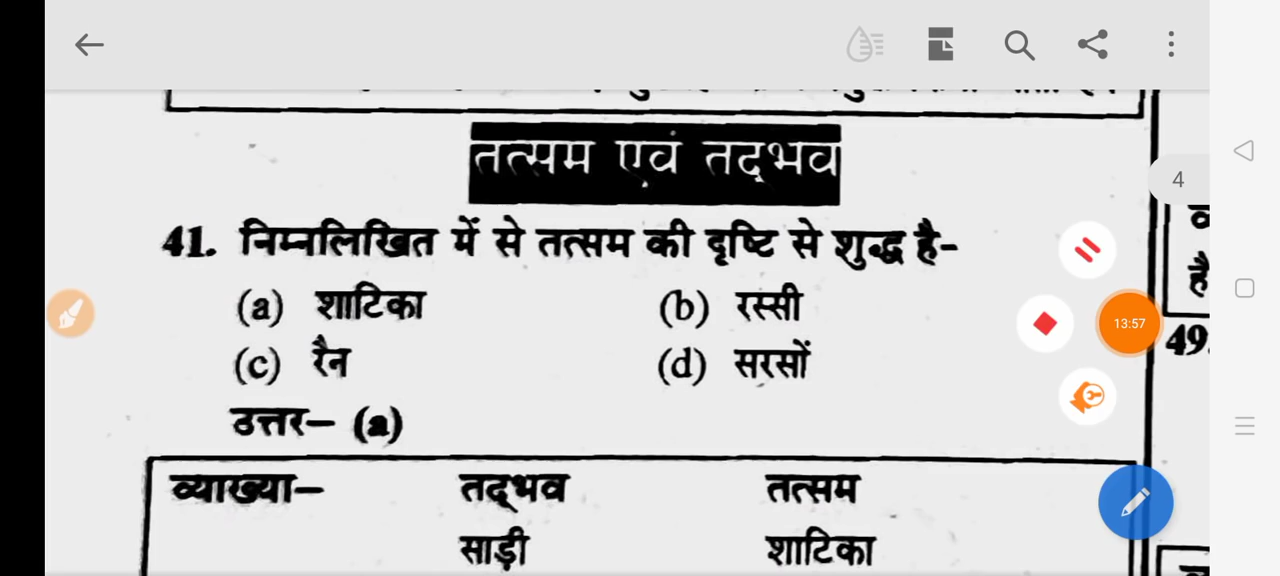 4
तत्सम एवं तद्भव
41. निम्नलिखित में से तत्सम की दृष्टि से शुद्ध है-
(a) शाटिका (b) रस्सी
(c) रैन (d) सरसों
उत्तर– (a)
व्याख्या– तद्भव तत्सम
साड़ी शाटिका
13:57
है
49.